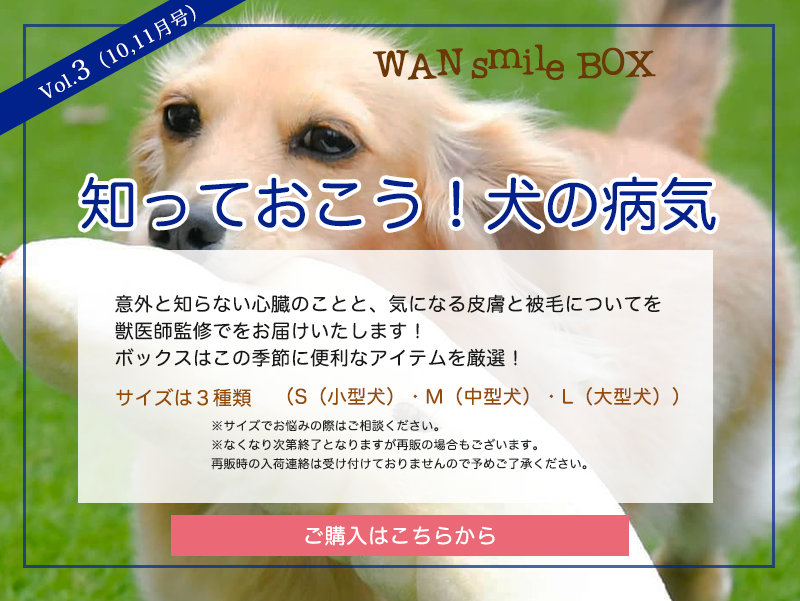 Vol.3（10,11月号）
WAN smile BOX
知っておこう！犬の病気
意外と知らない心臓のことと、気になる皮膚と被毛についてを
獣医師監修でをお届けいたします！
ボックスはこの季節に便利なアイテムを厳選！
サイズは３種類　（S（小型犬）・M（中型犬）・L（大型犬））
※サイズでお悩みの際はご相談ください。
※なくなり次第終了となりますが再販の場合もございます。
再販時の入荷連絡は受け付けておりませんので予めご了承ください。
ご購入はこちらから